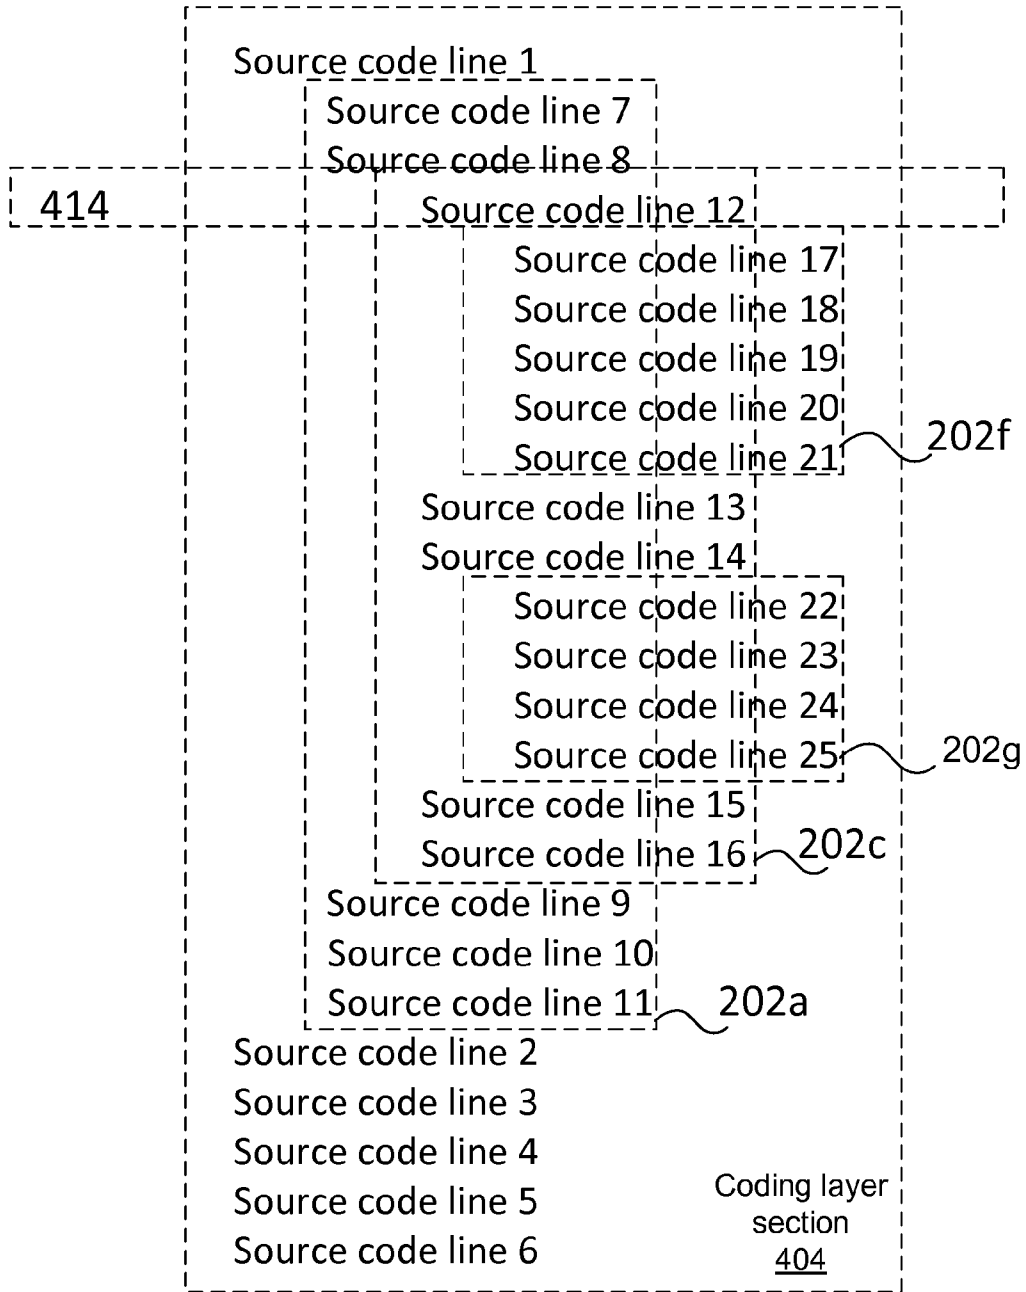 Source code line 1
Source code line 7
Source code line 8
414
Source code line 12
Source code line 17
Source code line 18
Source code line 19
Source code line 20
202f
Source code line 21
Source code line 13
Source code line 14
Source code line 22
Source code line 23
Source code line 24
Source code line 25
202g
Source code line 15
Source code line 16
202c
Source code line 9
Source code line 10
Source code line 11
202a
Source code line 2
Source code line 3
Source code line 4
Source code line 5
Source code line 6
Coding layer
section
404